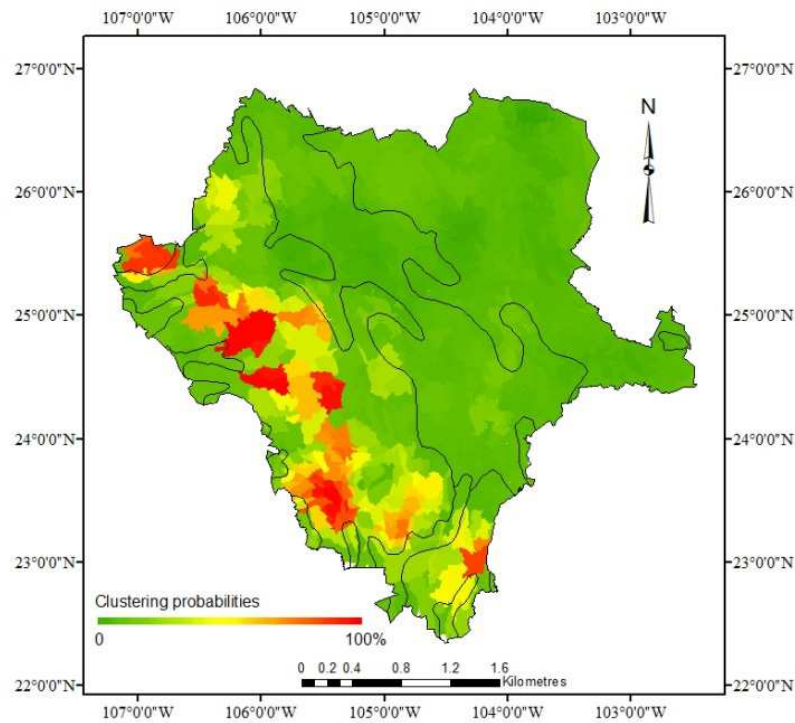 107°0'0"W 106°0'0"W 105°0'0"W 104°0'0"W 103°0'0"W
27°0'0"N 27°0'0"N
N
26°0'0"N 26°0'0"N
25°0'0"N 25°0'0"N
24°0'0"N 24°0'0"N
23°0'0"N 23°0'0"N
Clustering probabilities
0 100%
0 0.2 0.4 0.8 1.2 1.6
Kilometres
22°0'0"N 22°0'0"N
107°0'0"W 106°0'0"W 105°0'0"W 104°0'0"W 103°0'0"W